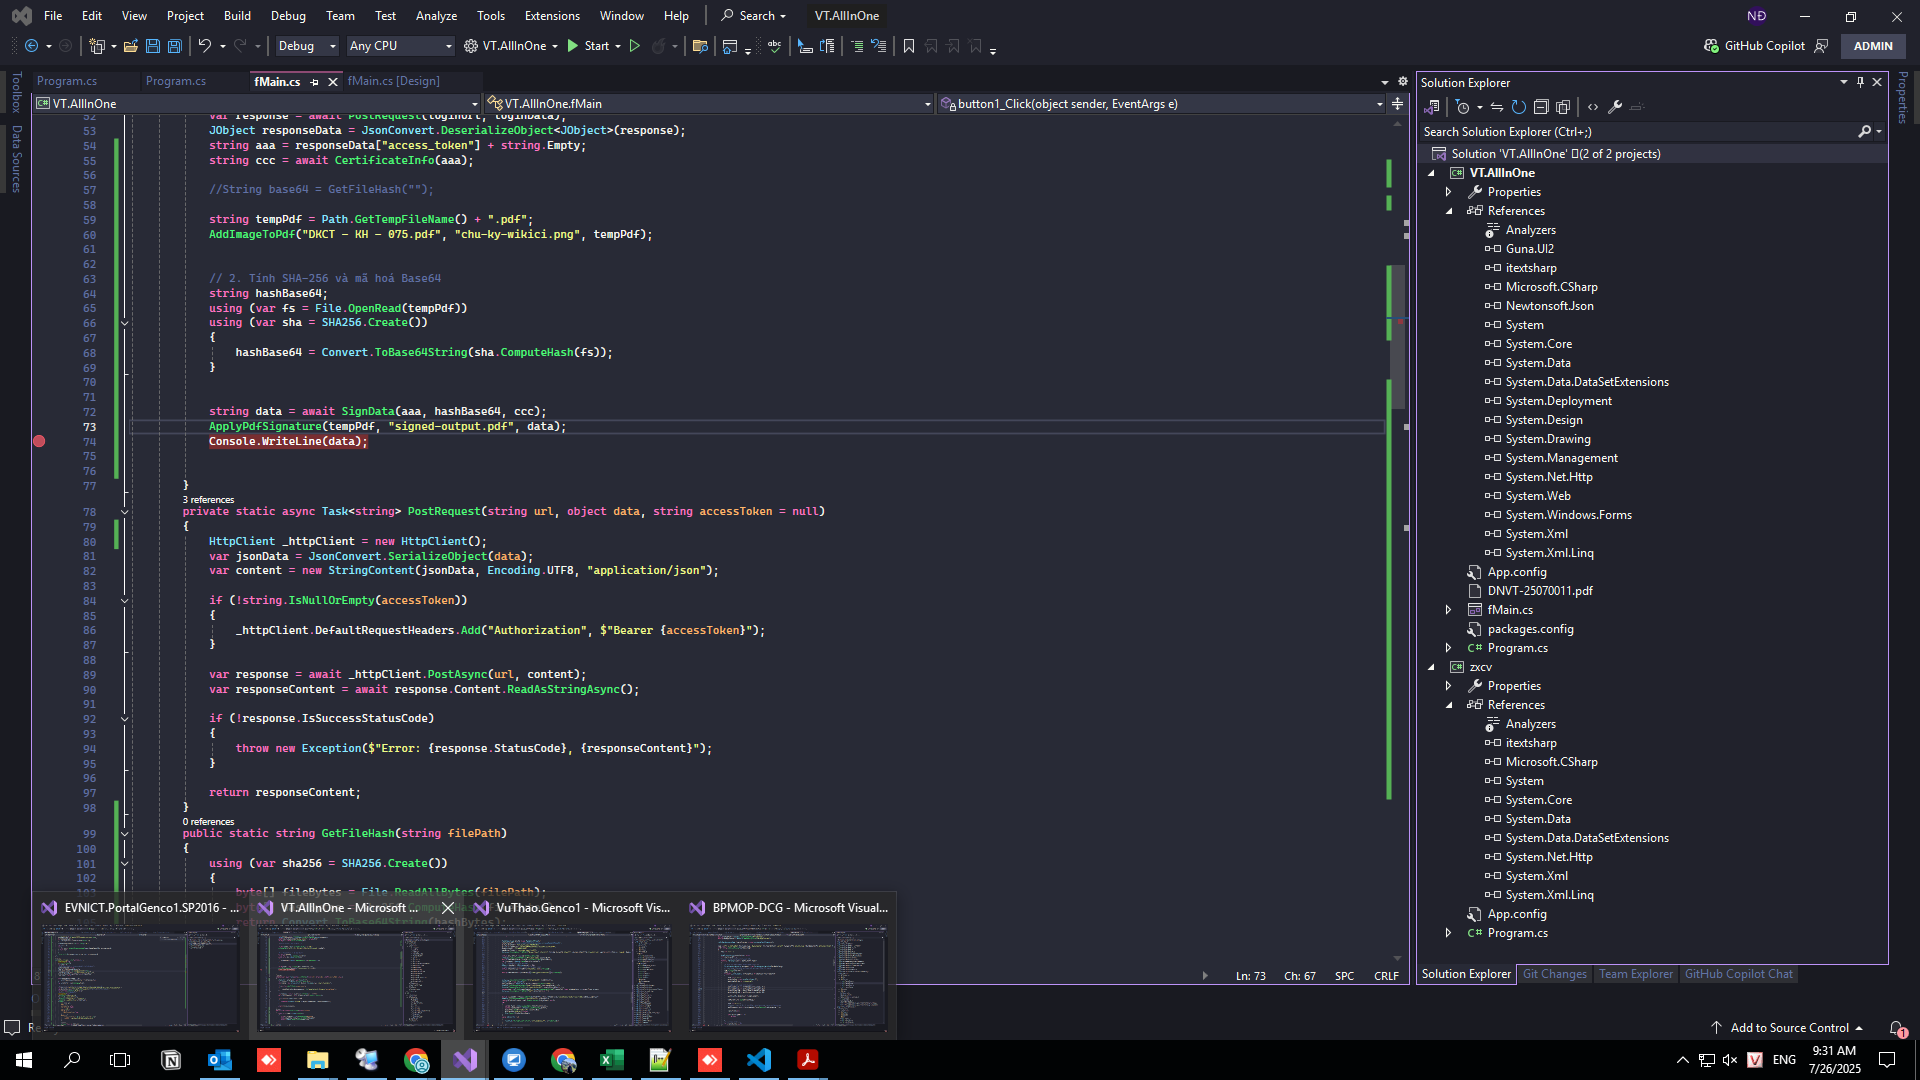 File Edit View Project Build Debug Team Test Analyze Tools Extensions Window Help Search VT.AllInOne NĐ
Debug Any CPU VT.AllInOne Start GitHub Copilot ADMIN
Toolbox
Data Sources
Program.cs Program.cs fMain.cs fMain.cs [Design]
VT.AllInOne VT.AllInOne.fMain button1_Click(object sender, EventArgs e)
52 var response = await PostRequest(loginUrl, loginData);
53 JObject responseData = JsonConvert.DeserializeObject<JObject>(response);
54 string aaa = responseData["access_token"] + string.Empty;
55 string ccc = await CertificateInfo(aaa);
56
57 //String base64 = GetFileHash("");
58
59 string tempPdf = Path.GetTempFileName() + ".pdf";
60 AddImageToPdf("DKCT - KH - 075.pdf", "chu-ky-wikici.png", tempPdf);
61
62
63 // 2. Tính SHA-256 và mã hoá Base64
64 string hashBase64;
65 using (var fs = File.OpenRead(tempPdf))
66 using (var sha = SHA256.Create())
67 {
68 hashBase64 = Convert.ToBase64String(sha.ComputeHash(fs));
69 }
70
71
72 string data = await SignData(aaa, hashBase64, ccc);
73 ApplyPdfSignature(tempPdf, "signed-output.pdf", data);
74 Console.WriteLine(data);
75
76
77 }
3 references
78 private static async Task<string> PostRequest(string url, object data, string accessToken = null)
79 {
80 HttpClient _httpClient = new HttpClient();
81 var jsonData = JsonConvert.SerializeObject(data);
82 var content = new StringContent(jsonData, Encoding.UTF8, "application/json");
83
84 if (!string.IsNullOrEmpty(accessToken))
85 {
86 _httpClient.DefaultRequestHeaders.Add("Authorization", $"Bearer {accessToken}");
87 }
88
89 var response = await _httpClient.PostAsync(url, content);
90 var responseContent = await response.Content.ReadAsStringAsync();
91
92 if (!response.IsSuccessStatusCode)
93 {
94 throw new Exception($"Error: {response.StatusCode}, {responseContent}");
95 }
96
97 return responseContent;
98 }
0 references
99 public static string GetFileHash(string filePath)
100 {
101 using (var sha256 = SHA256.Create())
102 {
byte[] fileBytes = File.ReadAllBytes(filePath);
EVNICT.PortalGenco1.SP2016 - ... VT.AllInOne - Microsoft ... VuThao.Genco1 - Microsoft Vis... BPMOP-DCG - Microsoft Visual...
return Convert.ToBase64String(hashBytes);
Ln: 73 Ch: 67 SPC CRLF
Solution Explorer
Search Solution Explorer (Ctrl+;)
Solution 'VT.AllInOne' (2 of 2 projects)
VT.AllInOne
Properties
References
Analyzers
Guna.UI2
itextsharp
Microsoft.CSharp
Newtonsoft.Json
System
System.Core
System.Data
System.Data.DataSetExtensions
System.Deployment
System.Design
System.Drawing
System.Management
System.Net.Http
System.Web
System.Windows.Forms
System.Xml
System.Xml.Linq
App.config
DNVT-25070011.pdf
fMain.cs
packages.config
Program.cs
zxcv
Properties
References
Analyzers
itextsharp
Microsoft.CSharp
System
System.Core
System.Data
System.Data.DataSetExtensions
System.Net.Http
System.Xml
System.Xml.Linq
App.config
Program.cs
Solution Explorer Git Changes Team Explorer GitHub Copilot Chat
Properties
Add to Source Control 1
ENG 9:31 AM
7/26/2025